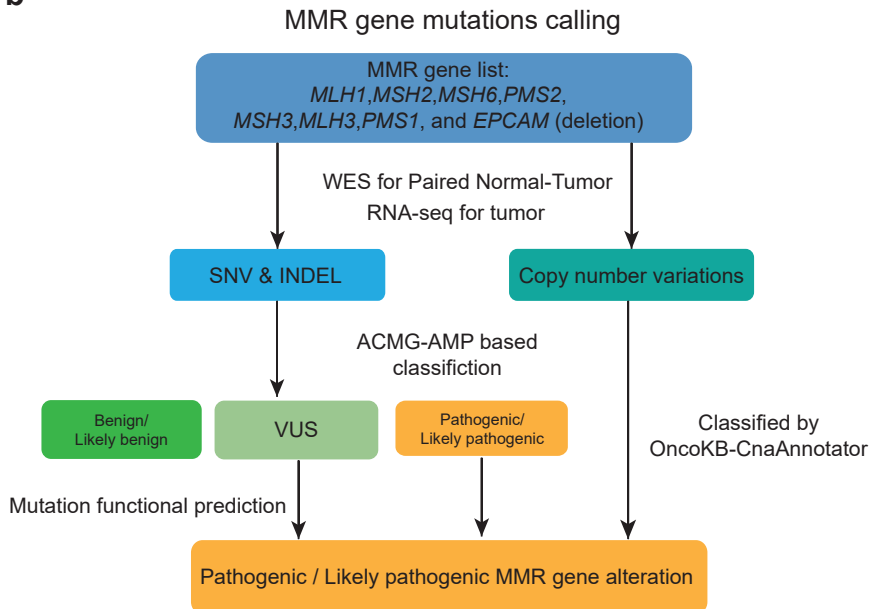 b
MMR gene mutations calling
MMR gene list:
MLH1,MSH2,MSH6,PMS2,
MSH3,MLH3,PMS1, and EPCAM (deletion)
WES for Paired Normal-Tumor
RNA-seq for tumor
SNV & INDEL
Copy number variations
ACMG-AMP based
classifiction
Benign/
Likely benign
VUS
Pathogenic/
Likely pathogenic
Classified by
OncoKB-CnaAnnotator
Mutation functional prediction
Pathogenic / Likely pathogenic MMR gene alteration